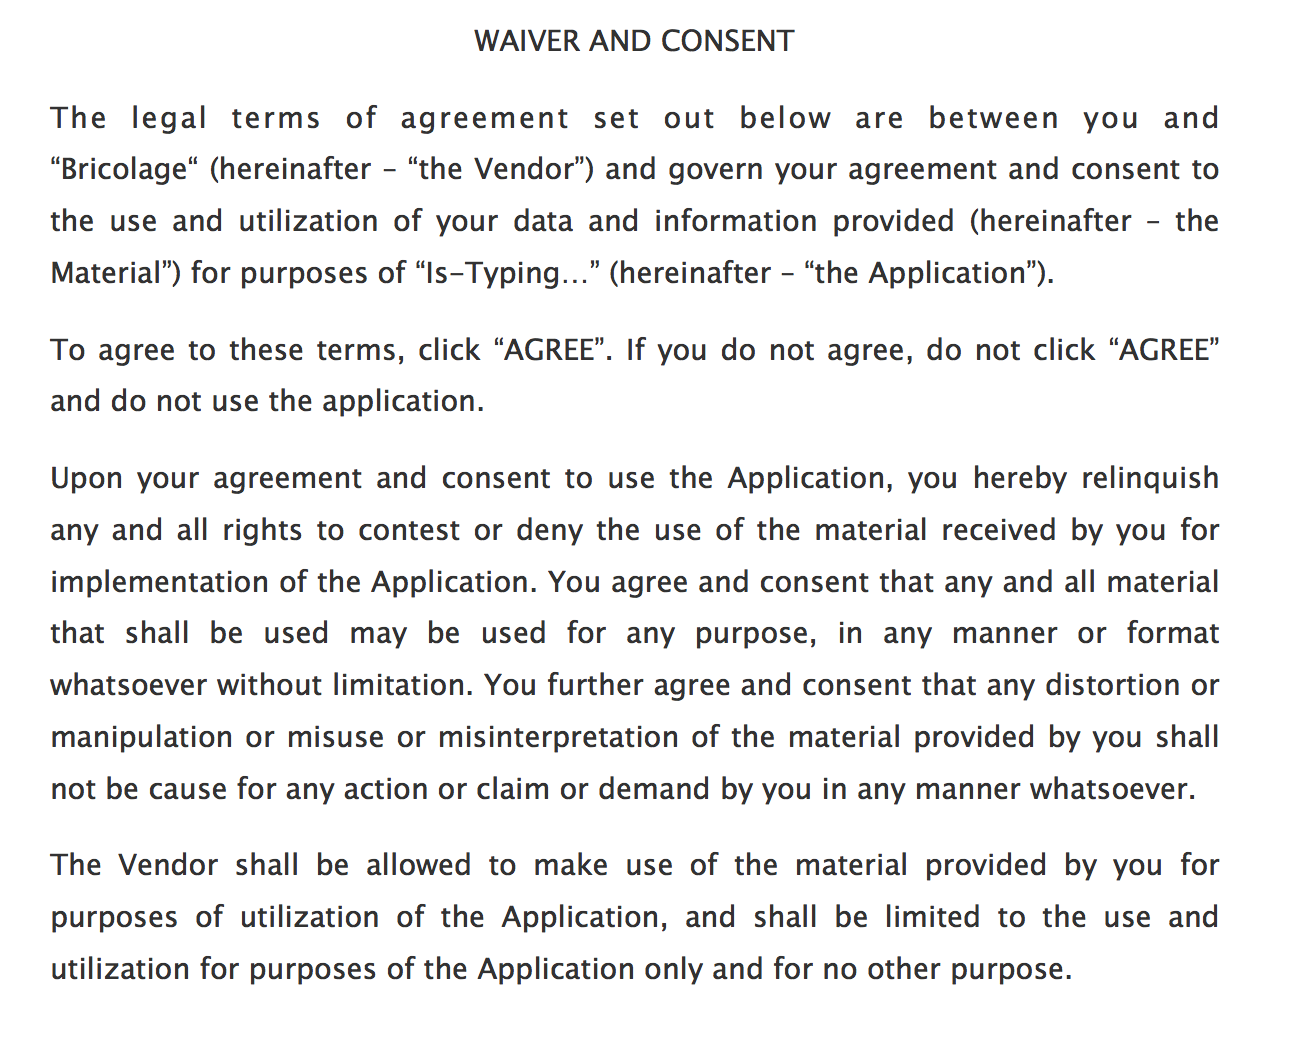 WAIVER AND CONSENT
The legal terms of agreement set out below are between you and
“Bricolage“ (hereinafter – “the Vendor”) and govern your agreement and consent to
the use and utilization of your data and information provided (hereinafter – the
Material”) for purposes of “Is-Typing…” (hereinafter – “the Application”).
To agree to these terms, click “AGREE”. If you do not agree, do not click “AGREE”
and do not use the application.
Upon your agreement and consent to use the Application, you hereby relinquish
any and all rights to contest or deny the use of the material received by you for
implementation of the Application. You agree and consent that any and all material
that shall be used may be used for any purpose, in any manner or format
whatsoever without limitation. You further agree and consent that any distortion or
manipulation or misuse or misinterpretation of the material provided by you shall
not be cause for any action or claim or demand by you in any manner whatsoever.
The Vendor shall be allowed to make use of the material provided by you for
purposes of utilization of the Application, and shall be limited to the use and
utilization for purposes of the Application only and for no other purpose.